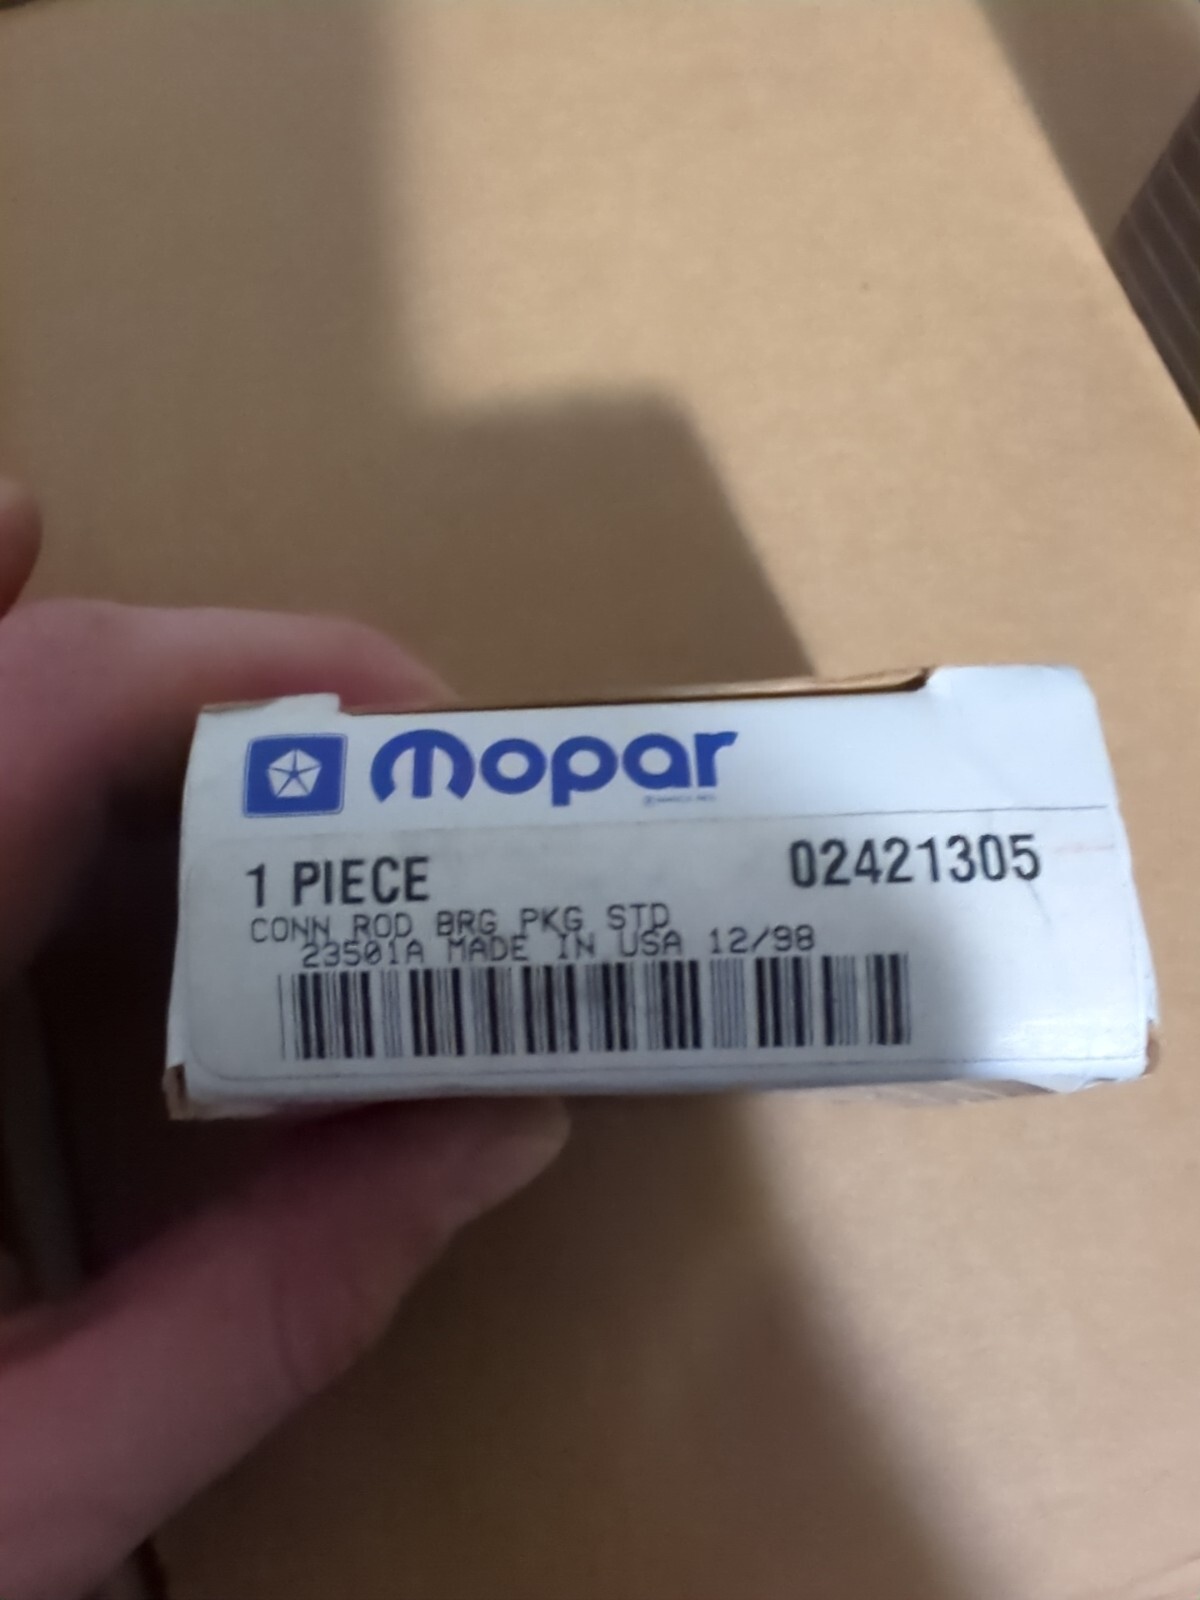 mopar
1 PIECE 02421305
CONN ROD BRG PKG STD
23501A MADE IN USA 12/98